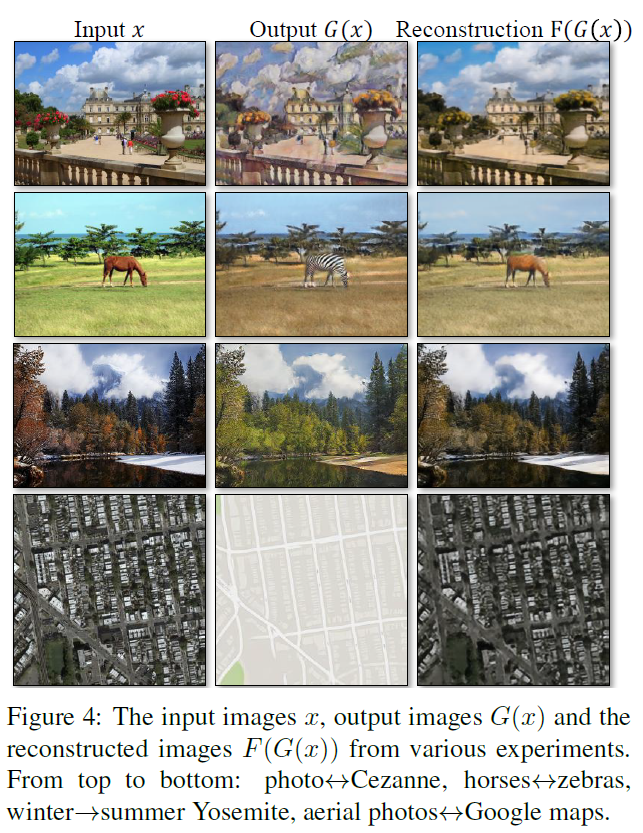 Input x Output G(x) Reconstruction F(G(x))
Figure 4: The input images x, output images G(x) and the
reconstructed images F(G(x)) from various experiments.
From top to bottom: photo↔Cezanne, horses↔zebras,
winter→summer Yosemite, aerial photos↔Google maps.